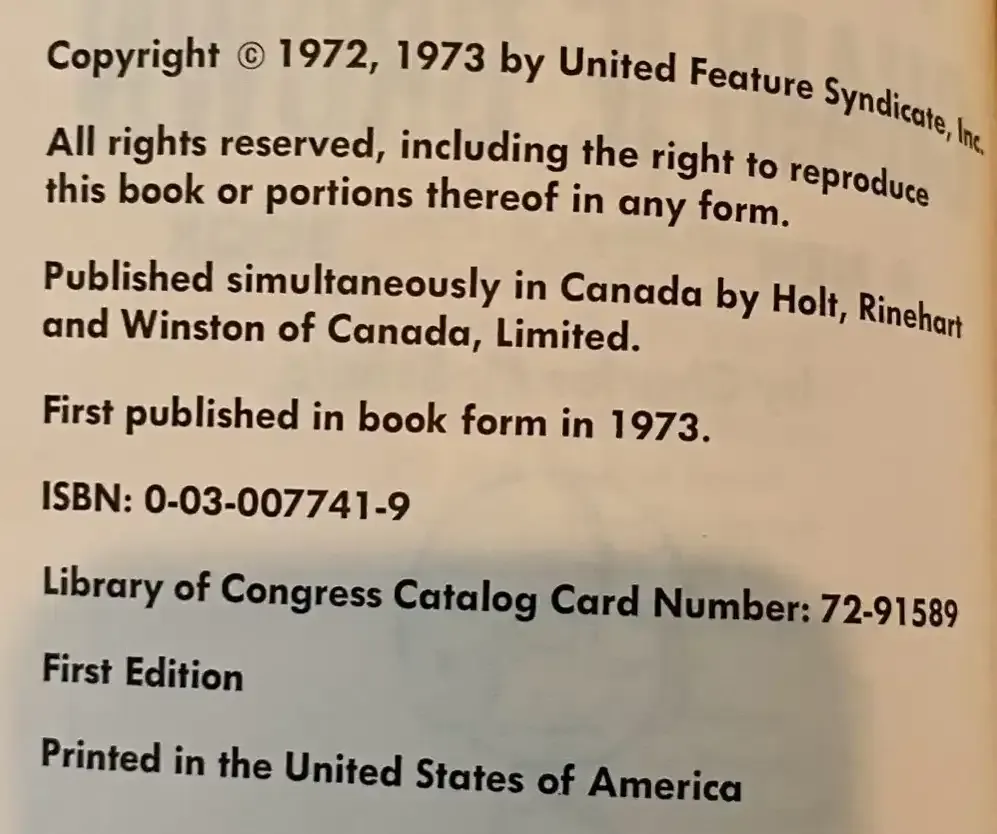 Copyright © 1972, 1973 by United Feature Syndicate, Inc.
All rights reserved, including the right to reproduce
this book or portions thereof in any form.
Published simultaneously in Canada by Holt, Rinehart
and Winston of Canada, Limited.
First published in book form in 1973.
ISBN: 0-03-007741-9
Library of Congress Catalog Card Number: 72-91589
First Edition
Printed in the United States of America